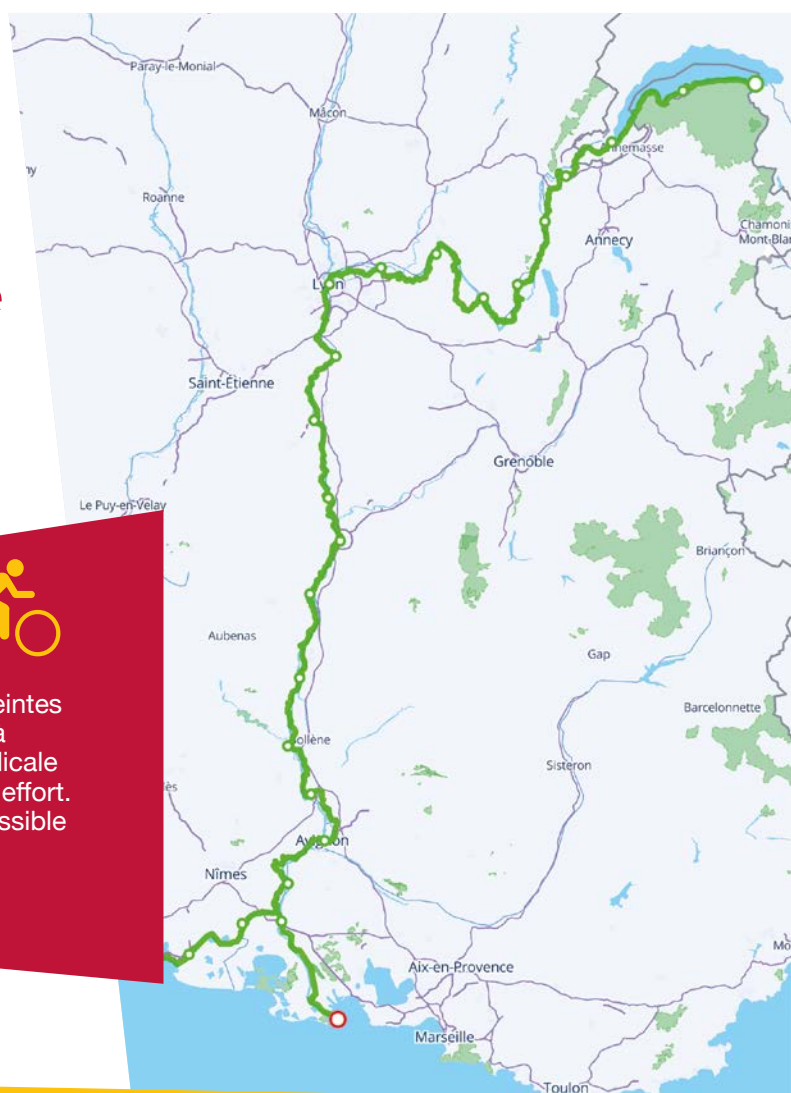 Paray-le-Monial
Mâcon
Roanne
Annemasse
Chamonix
Mont-Blanc
Annecy
Lyon
Saint-Étienne
Grenoble
Le Puy-en-Velay
Briançon
Aubenas
Gap
Barcelonnette
eintes
a
dicale
effort.
ssible
Bollène
Sisteron
Avignon
Nîmes
Aix-en-Provence
Marseille
Toulon